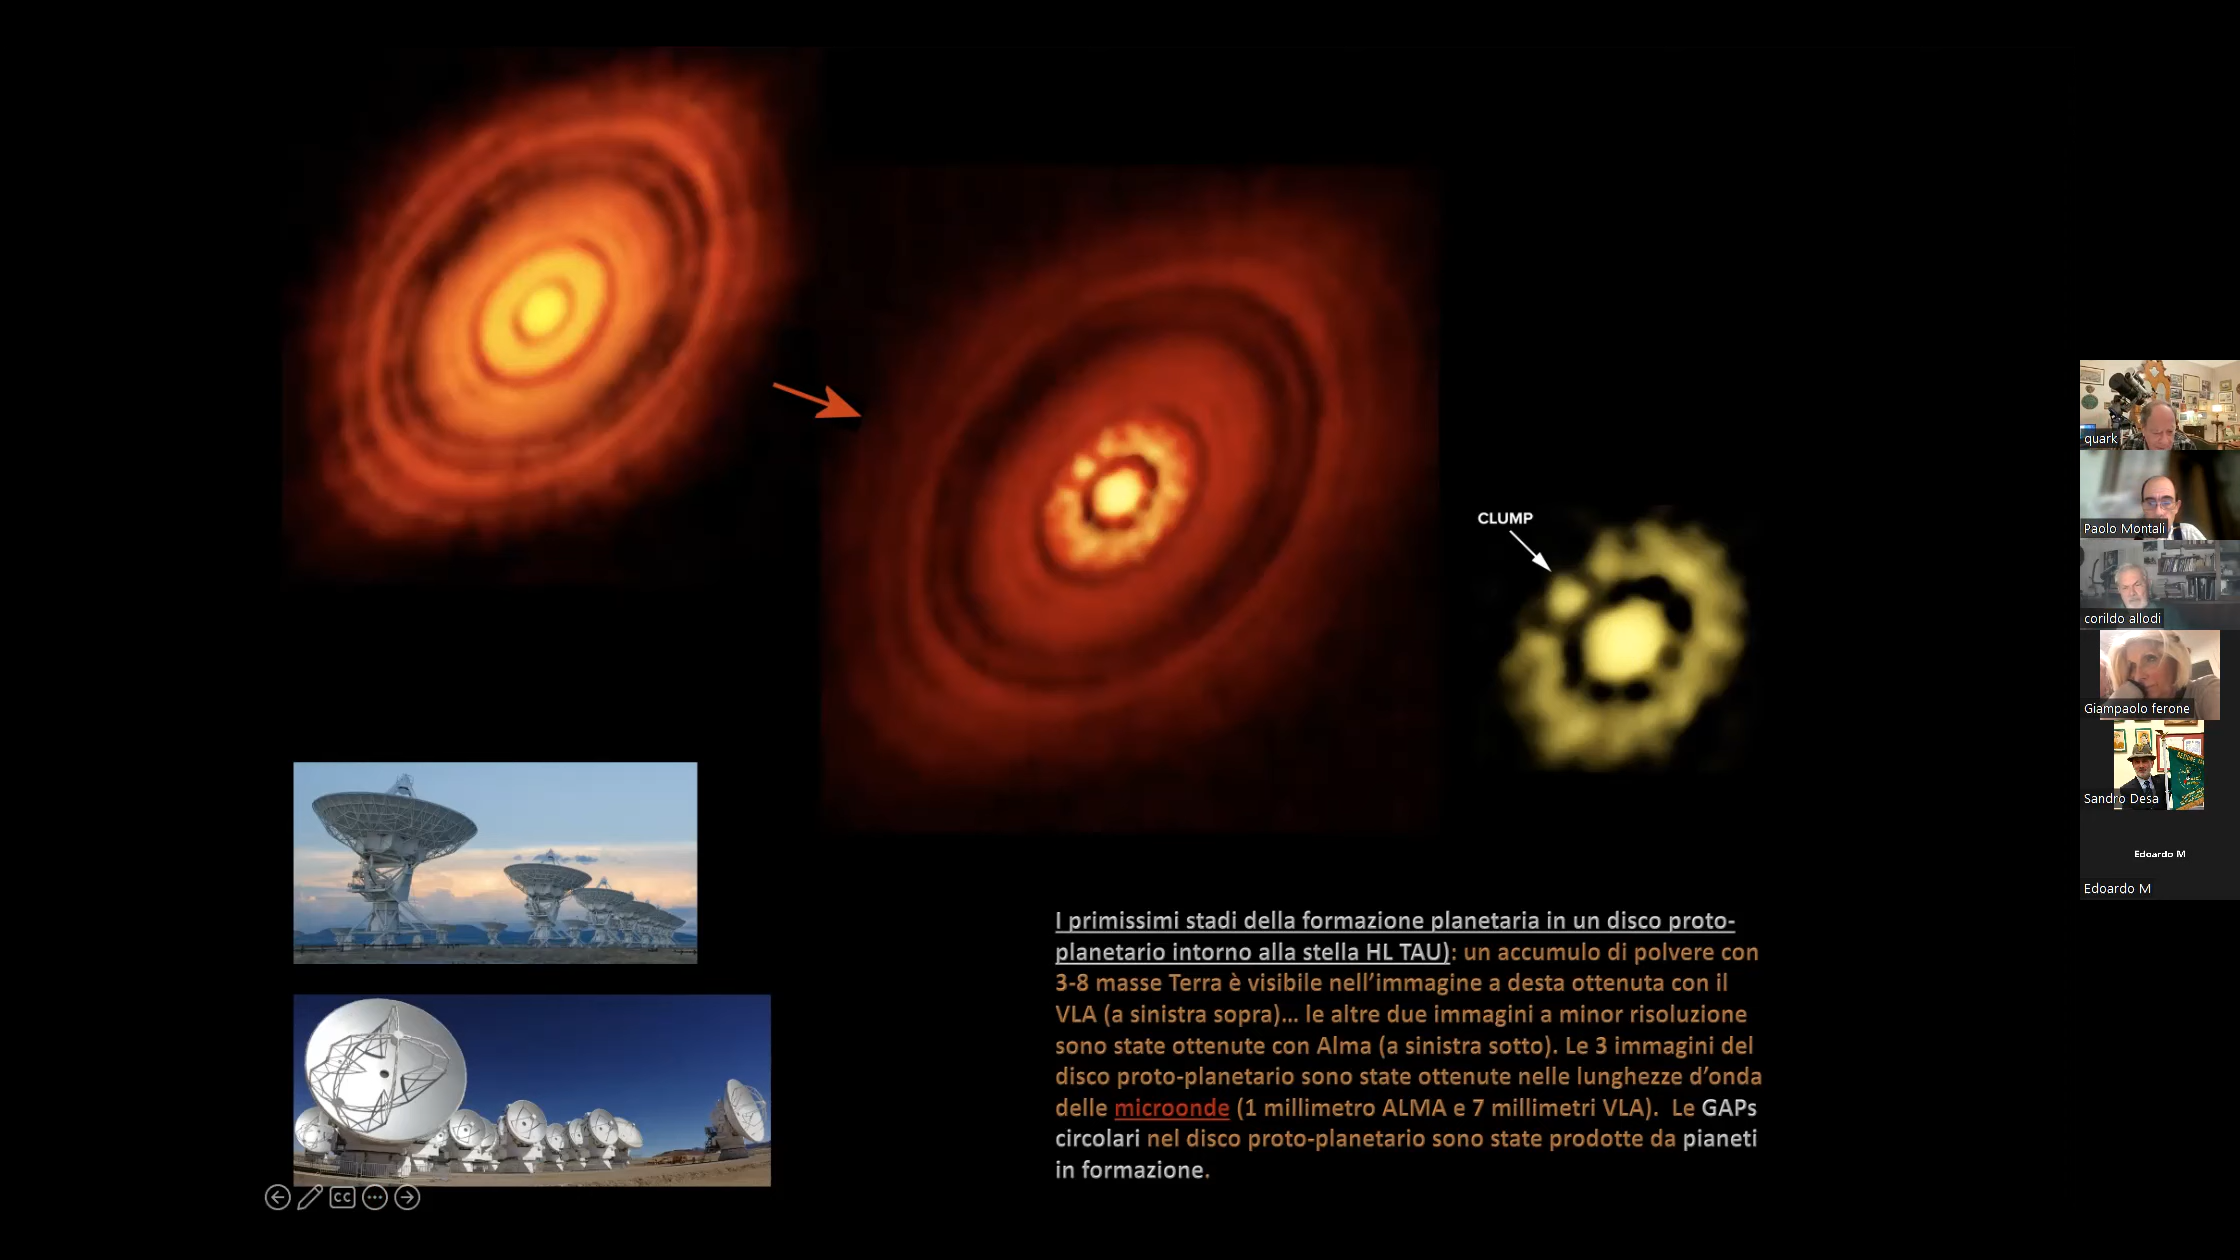 CLUMP
I primissimi stadi della formazione planetaria in un disco proto-
planetario intorno alla stella HL TAU): un accumulo di polvere con
3-8 masse Terra è visibile nell’immagine a desta ottenuta con il
VLA (a sinistra sopra)... le altre due immagini a minor risoluzione
sono state ottenute con Alma (a sinistra sotto). Le 3 immagini del
disco proto-planetario sono state ottenute nelle lunghezze d’onda
delle microonde (1 millimetro ALMA e 7 millimetri VLA). Le GAPs
circolari nel disco proto-planetario sono state prodotte da pianeti
in formazione.
CC
quark
Paolo Montali
corildo allodi
Giampaolo ferone
Sandro Desa
Edoardo M
Edoardo M